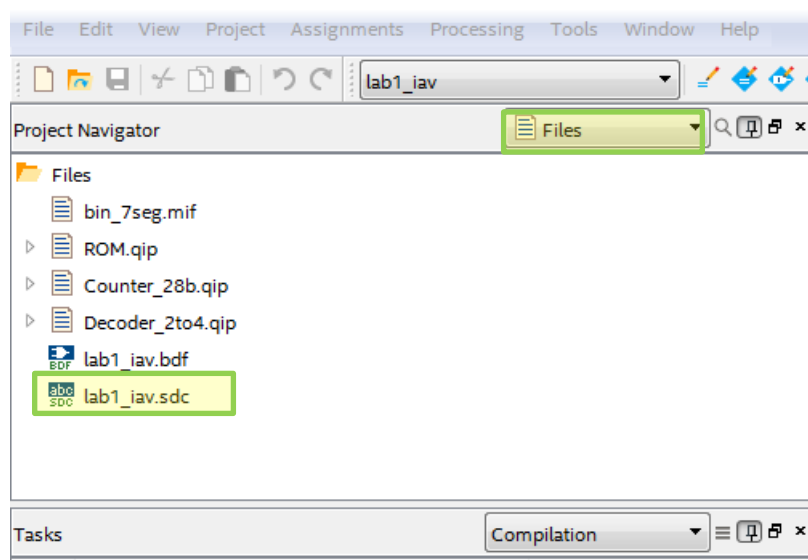 File Edit View Project Assignments Processing Tools Window Help
lab1_iav
Project Navigator Files
Files
bin_7seg.mif
ROM.qip
Counter_28b.qip
Decoder_2to4.qip
BDF lab1_iav.bdf
abc SDC lab1_iav.sdc
Tasks Compilation